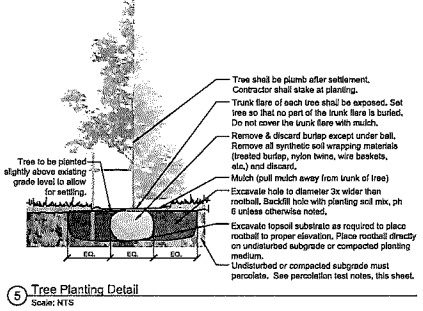 Tree shall be plumb after settlement.
Contractor shall stake at planting.
Trunk flare of each tree shall be exposed. Set
tree so that no part of the trunk flare is buried.
Do not cover the trunk flare with mulch.
Remove & discard burlap except under ball.
Remove all synthetic soil wrapping materials
(treated burlap, nylon twine, wire baskets,
etc.) and discard.
Tree to be planted
slightly above existing
grade level to allow
for settling.
Mulch (pull mulch away from trunk of tree)
Excavate hole to diameter 3x wider than
rootball. Backfill hole with planting soil mix, ph
6 unless otherwise noted.
Excavate topsoil substrate as required to place
rootball to proper elevation. Place rootball directly
on undisturbed subgrade or compacted planting
medium.
Undisturbed or compacted subgrade must
percolate. See percolation test notes, this sheet.
EQ. EQ. EQ.
5 Tree Planting Detail
Scale: NTS